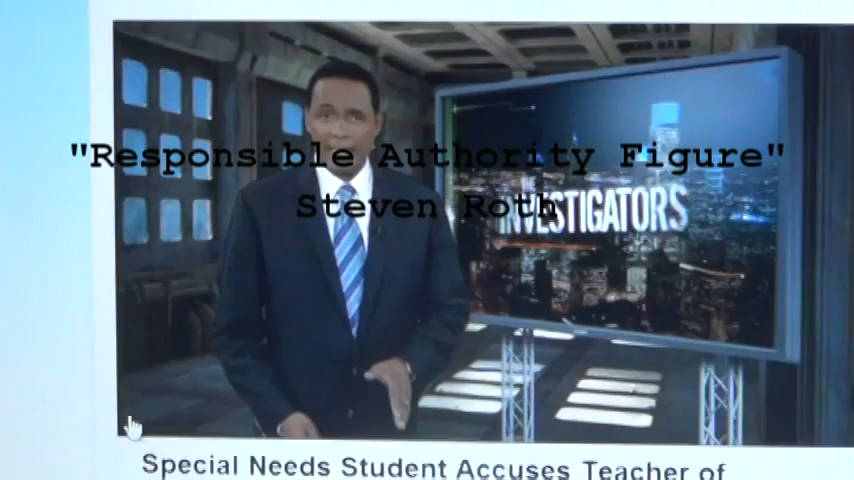 "Responsible Authority Figure"
Steven Roth
INVESTIGATORS
Special Needs Student Accuses Teacher of